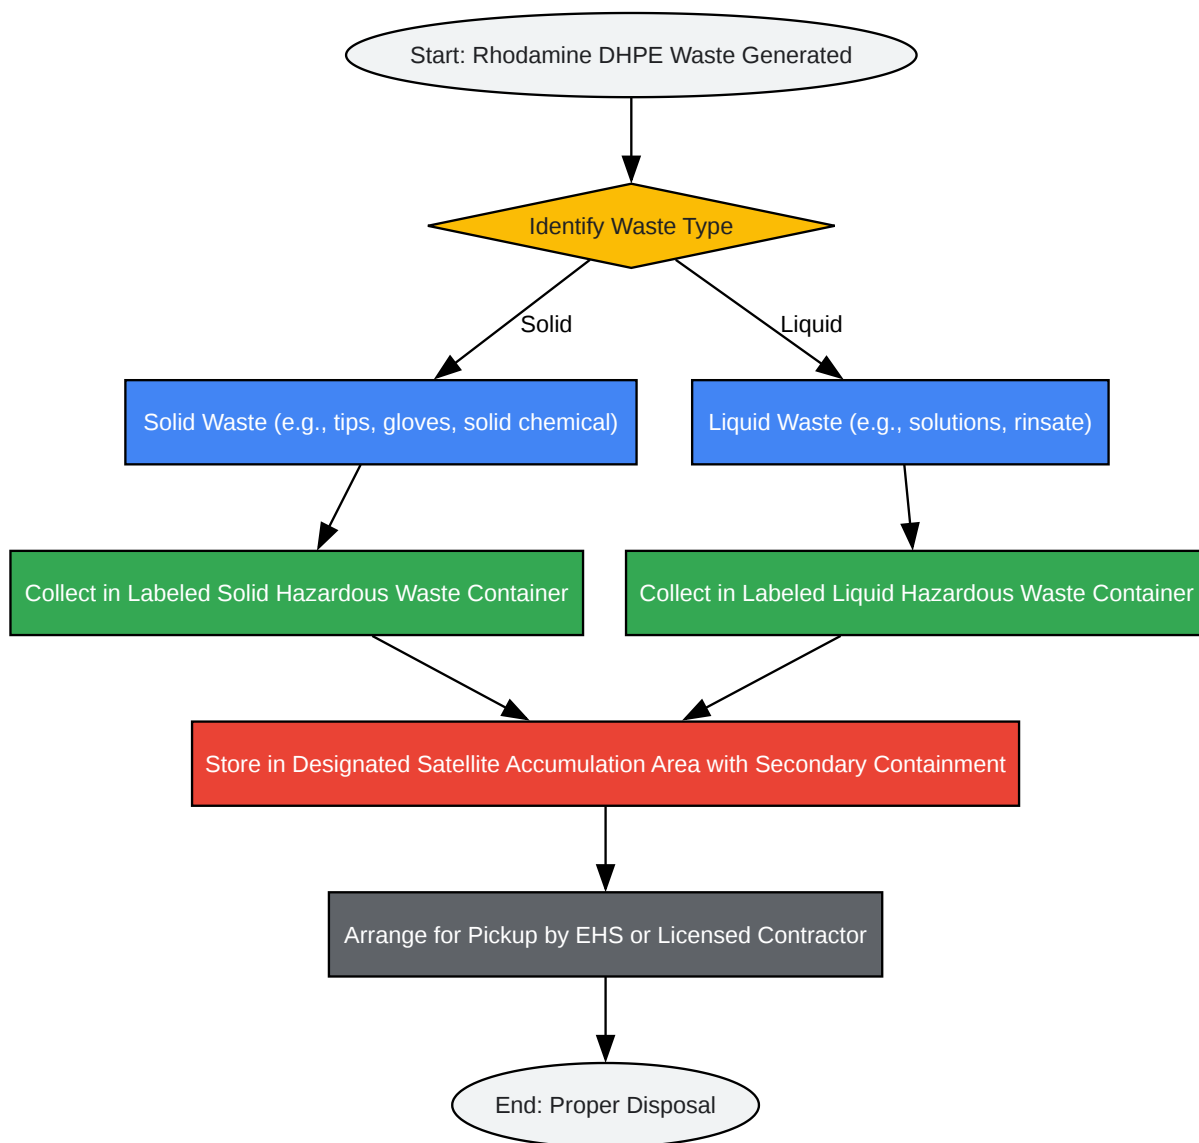 Start: Rhodamine DHPE Waste Generated
Identify Waste Type
Solid
Liquid
Solid Waste (e.g., tips, gloves, solid chemical)
Liquid Waste (e.g., solutions, rinsate)
Collect in Labeled Solid Hazardous Waste Container
Collect in Labeled Liquid Hazardous Waste Container
Store in Designated Satellite Accumulation Area with Secondary Containment
Arrange for Pickup by EHS or Licensed Contractor
End: Proper Disposal